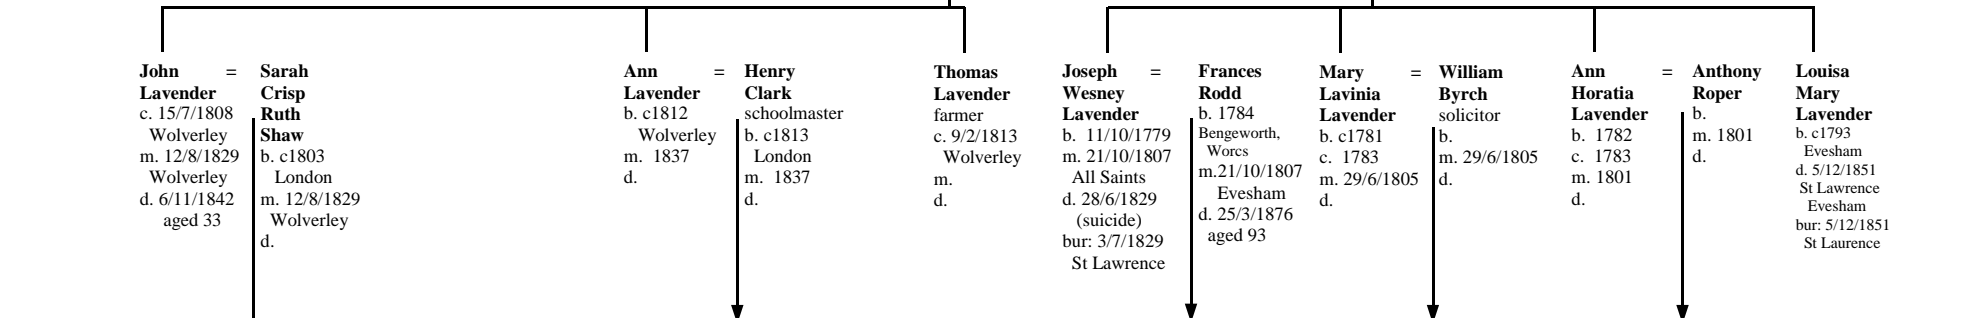 John =
Lavender
c. 15/7/1808
Wolverley
m. 12/8/1829
Wolverley
d. 6/11/1842
aged 33
Sarah
Crisp
Ruth
Shaw
b. c1803
London
m. 12/8/1829
Wolverley
d.
Ann =
Lavender
b. c1812
Wolverley
m. 1837
d.
Henry
Clark
schoolmaster
b. c1813
London
m. 1837
d.
Thomas
Lavender
farmer
c. 9/2/1813
Wolverley
m.
d.
Joseph =
Wesney
Lavender
b. 11/10/1779
m. 21/10/1807
All Saints
d. 28/6/1829
(suicide)
bur: 3/7/1829
St Lawrence
Frances
Rodd
b. 1784
Bengeworth,
Worcs
m.21/10/1807
Evesham
d. 25/3/1876
aged 93
Mary =
Lavinia
Lavender
b. c1781
c. 1783
m. 29/6/1805
d.
William
Byrch
solicitor
b.
m. 29/6/1805
d.
Ann =
Horatia
Lavender
b. 1782
c. 1783
m. 1801
d.
Anthony
Roper
b.
m. 1801
d.
Louisa
Mary
Lavender
b. c1793
Evesham
d. 5/12/1851
St Lawrence
Evesham
bur: 5/12/1851
St Laurence